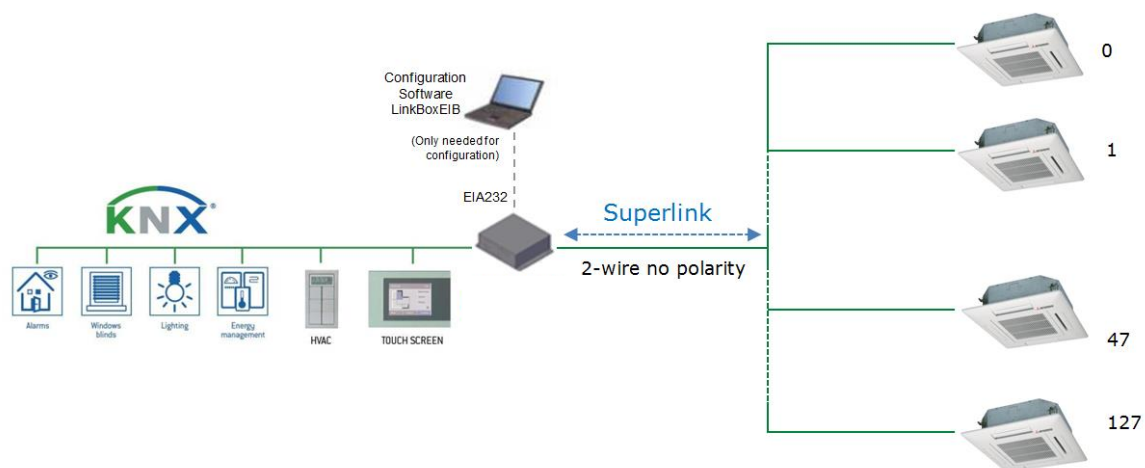 Configuration
Software
LinkBoxEIB
(Only needed for
configuration)
EIA232
KNX®
Alarms
Windows
blinds
Lighting
Energy
management
HVAC
TOUCH SCREEN
Superlink
2-wire no polarity
0
1
47
127